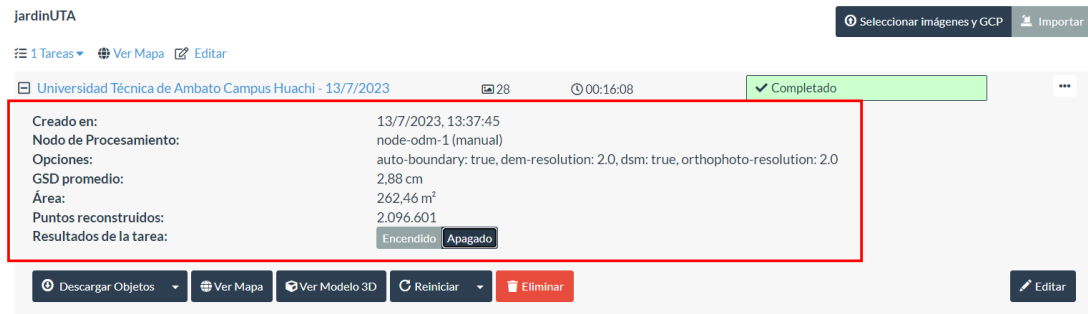 jardinUTA
Seleccionar imágenes y GCP Importar
1 Tareas Ver Mapa Editar
Universidad Técnica de Ambato Campus Huachi - 13/7/2023 28 00:16:08 Completado
Creado en: 13/7/2023, 13:37:45
Nodo de Procesamiento: node-odm-1 (manual)
Opciones: auto-boundary: true, dem-resolution: 2.0, dsm: true, orthophoto-resolution: 2.0
GSD promedio: 2,88 cm
Área: 262,46 m²
Puntos reconstruidos: 2.096.601
Resultados de la tarea: Encendido Apagado
Descargar Objetos Ver Mapa Ver Modelo 3D Reiniciar Eliminar Editar